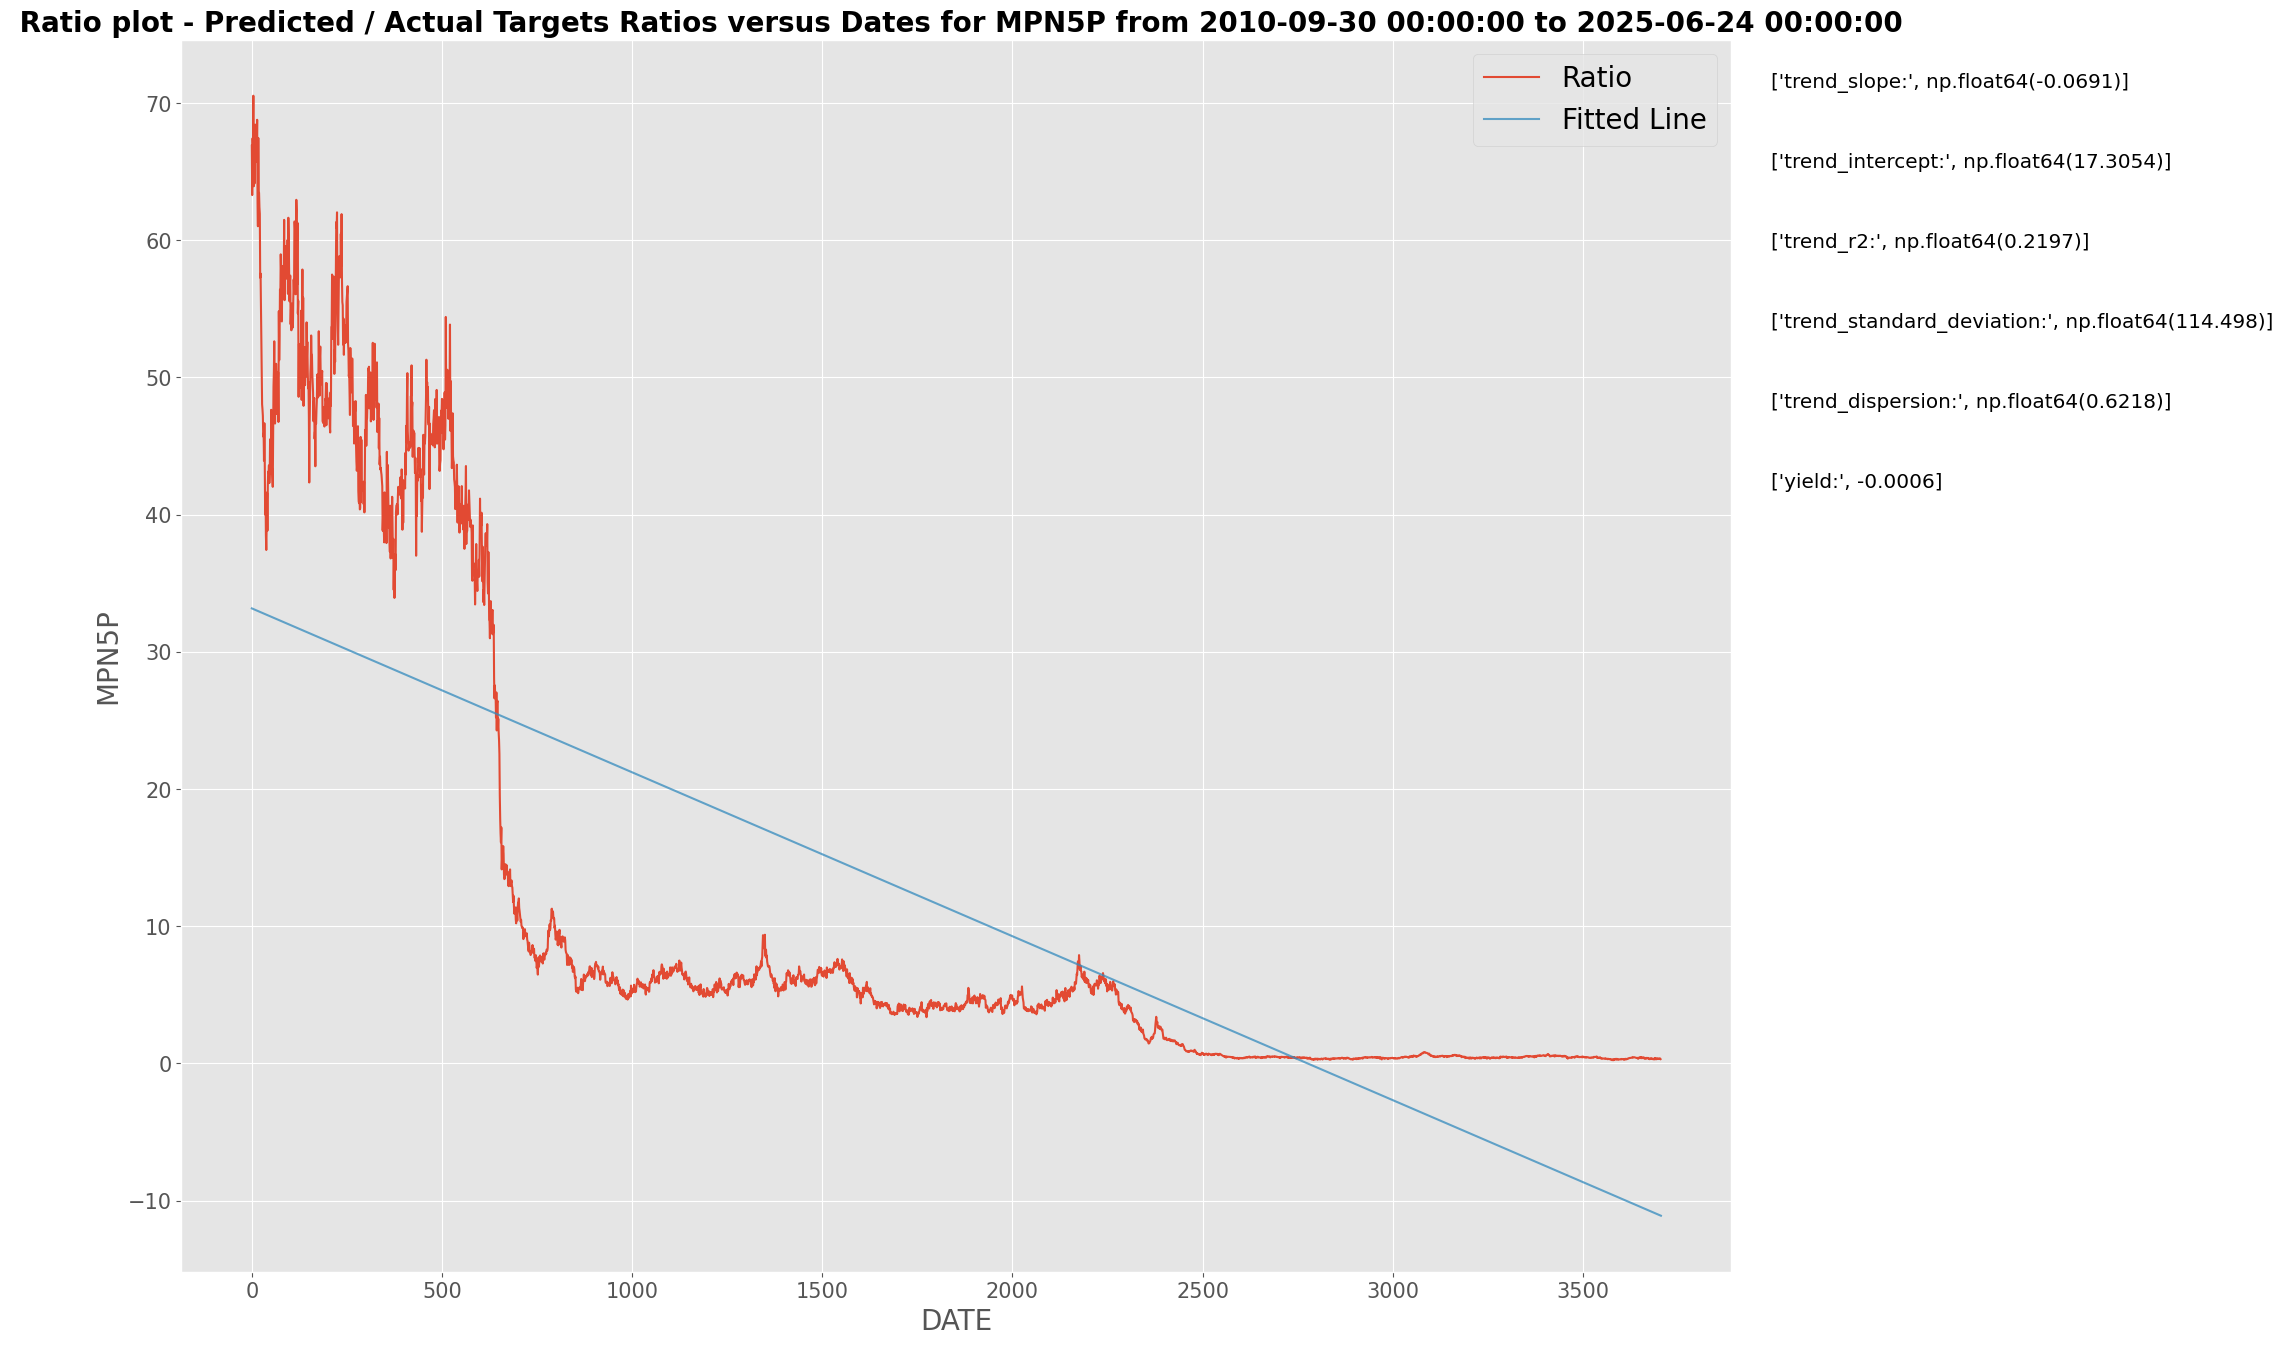 Ratio plot - Predicted / Actual Targets Ratios versus Dates for MPN5P from 2010-09-30 00:00:00 to 2025-06-24 00:00:00
Ratio
Fitted Line
['trend_slope:', np.float64(-0.0691)]
['trend_intercept:', np.float64(17.3054)]
['trend_r2:', np.float64(0.2197)]
['trend_standard_deviation:', np.float64(114.498)]
['trend_dispersion:', np.float64(0.6218)]
['yield:', -0.0006]
MPN5P
70
60
50
40
30
20
10
0
−10
0 500 1000 1500 2000 2500 3000 3500
DATE